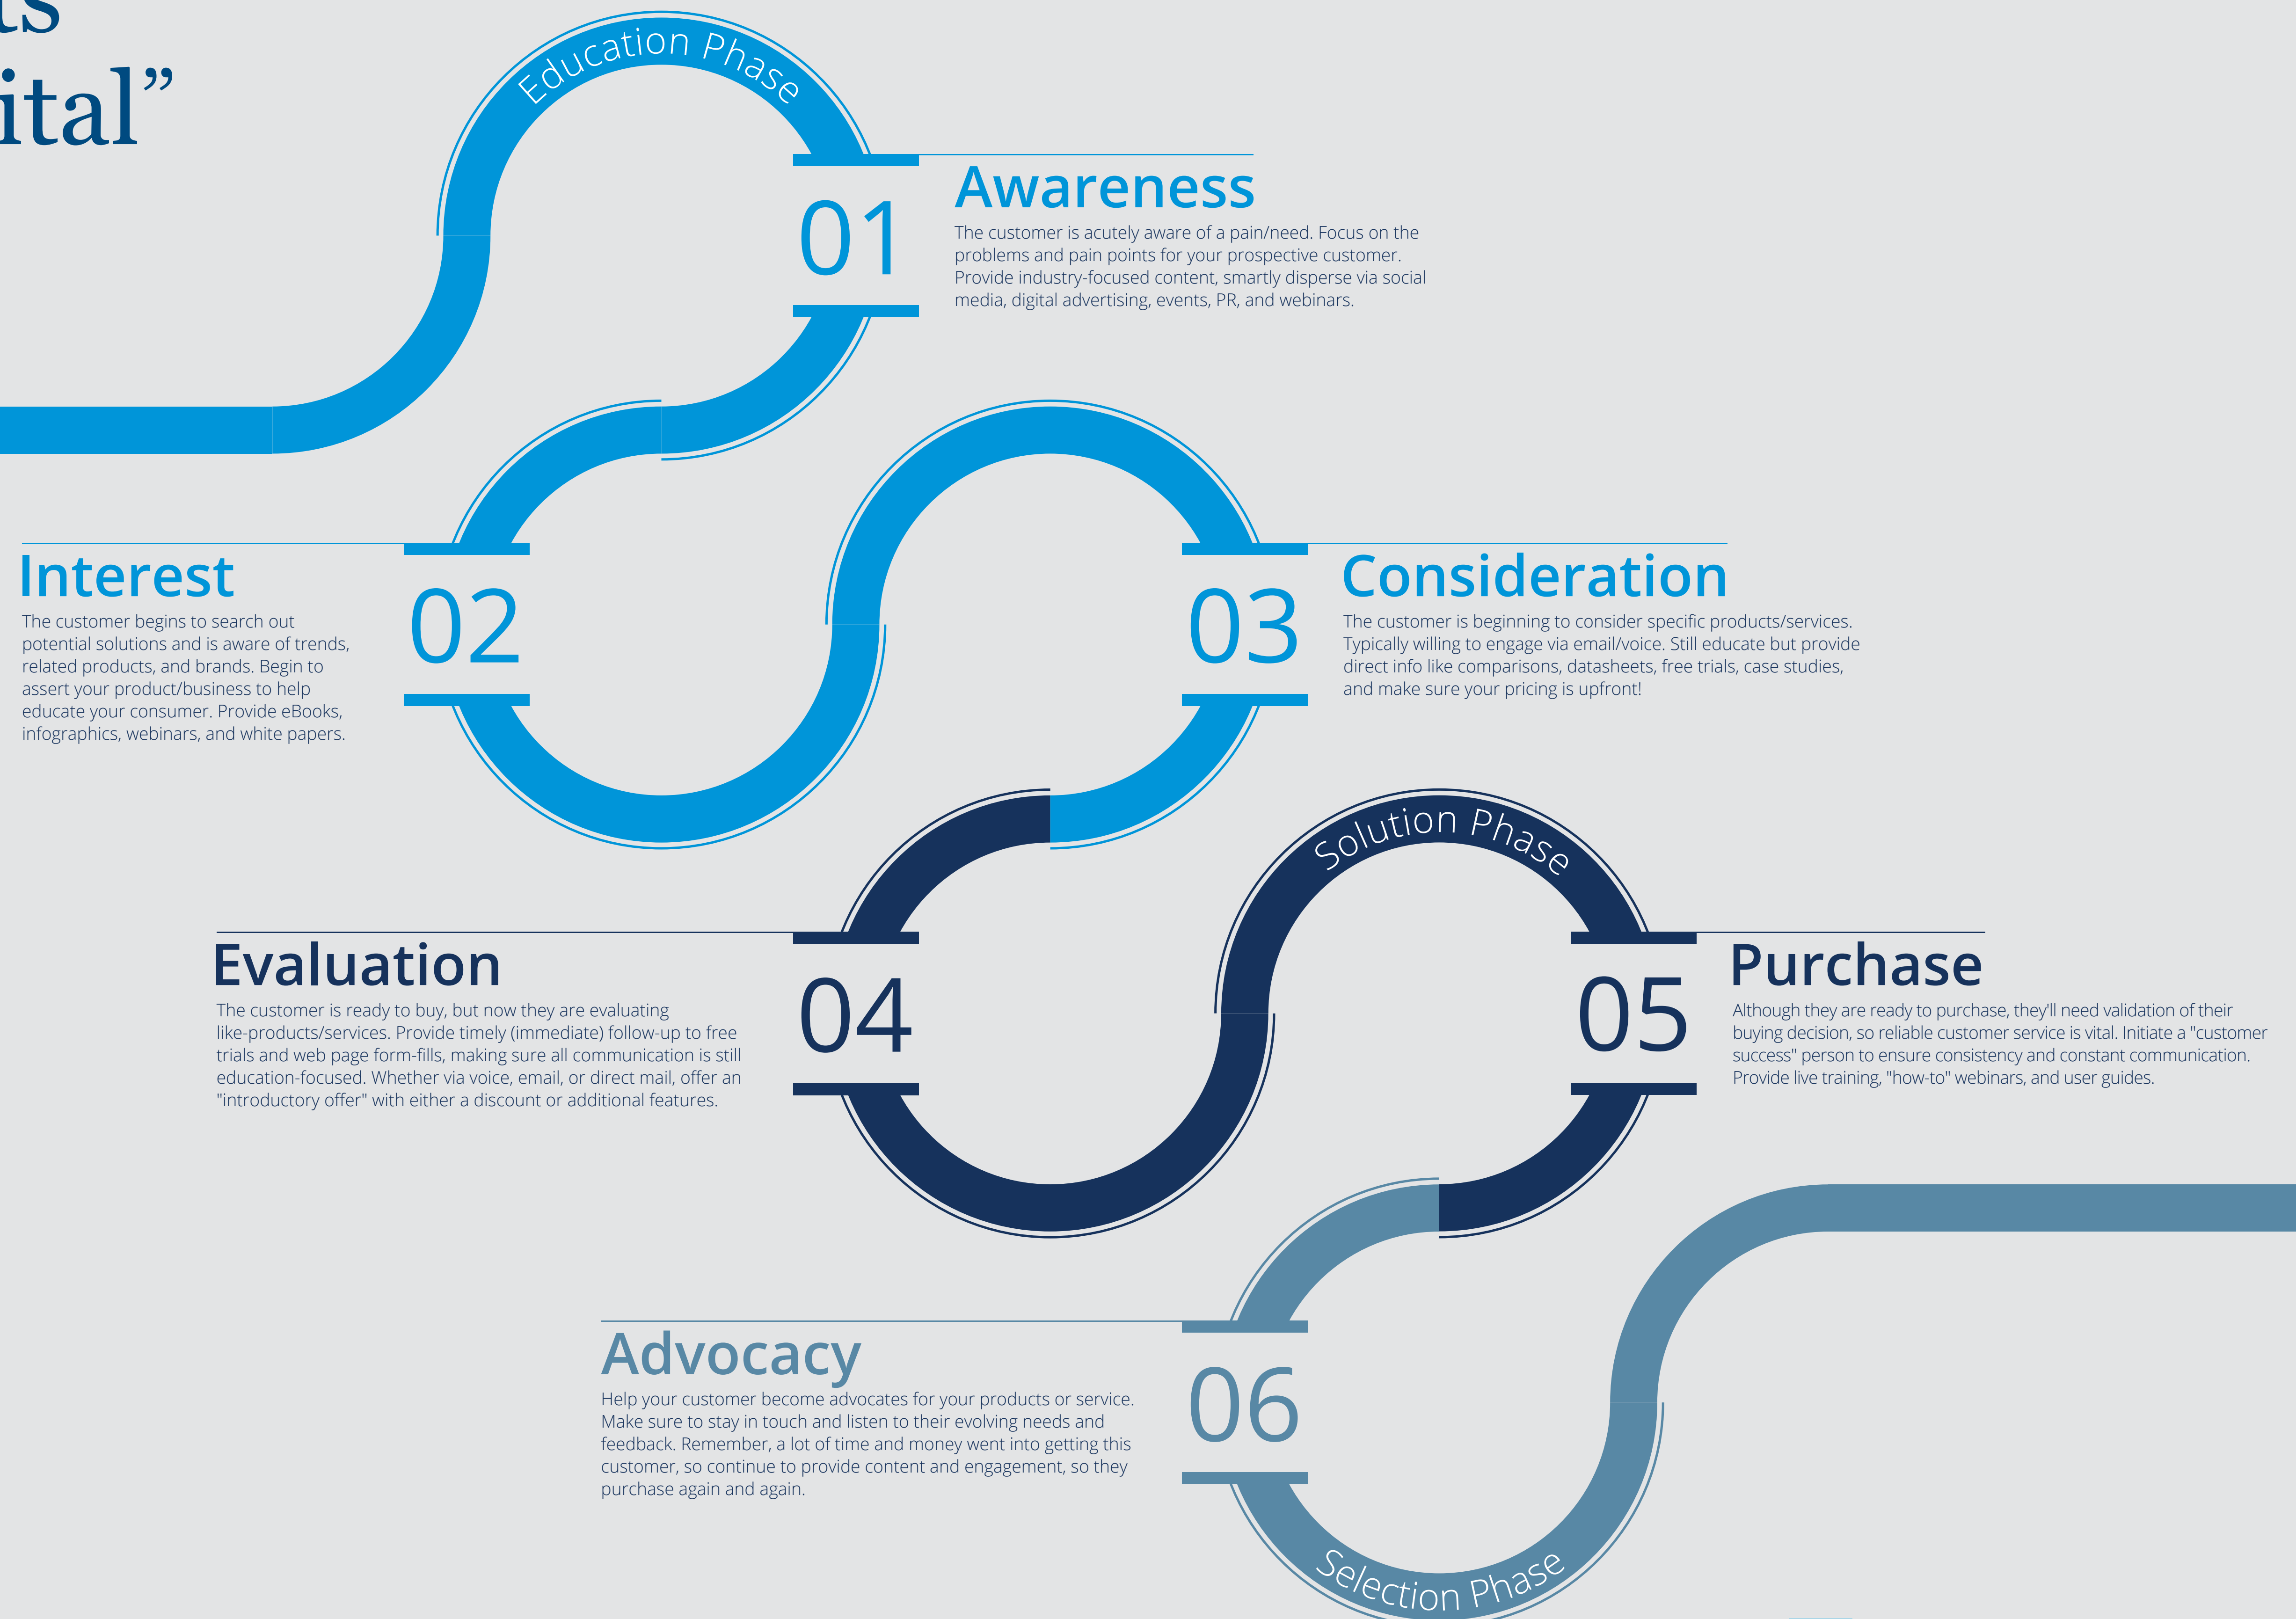 ital”
Education Phase
01
Awareness
The customer is acutely aware of a pain/need. Focus on the
problems and pain points for your prospective customer.
Provide industry-focused content, smartly disperse via social
media, digital advertising, events, PR, and webinars.
Interest
The customer begins to search out
potential solutions and is aware of trends,
related products, and brands. Begin to
assert your product/business to help
educate your consumer. Provide eBooks,
infographics, webinars, and white papers.
02
03
Consideration
The customer is beginning to consider specific products/services.
Typically willing to engage via email/voice. Still educate but provide
direct info like comparisons, datasheets, free trials, case studies,
and make sure your pricing is upfront!
Evaluation
The customer is ready to buy, but now they are evaluating
like-products/services. Provide timely (immediate) follow-up to free
trials and web page form-fills, making sure all communication is still
education-focused. Whether via voice, email, or direct mail, offer an
"introductory offer" with either a discount or additional features.
04
Solution Phase
05
Purchase
Although they are ready to purchase, they'll need validation of their
buying decision, so reliable customer service is vital. Initiate a "customer
success" person to ensure consistency and constant communication.
Provide live training, "how-to" webinars, and user guides.
Advocacy
Help your customer become advocates for your products or service.
Make sure to stay in touch and listen to their evolving needs and
feedback. Remember, a lot of time and money went into getting this
customer, so continue to provide content and engagement, so they
purchase again and again.
06
Selection Phase